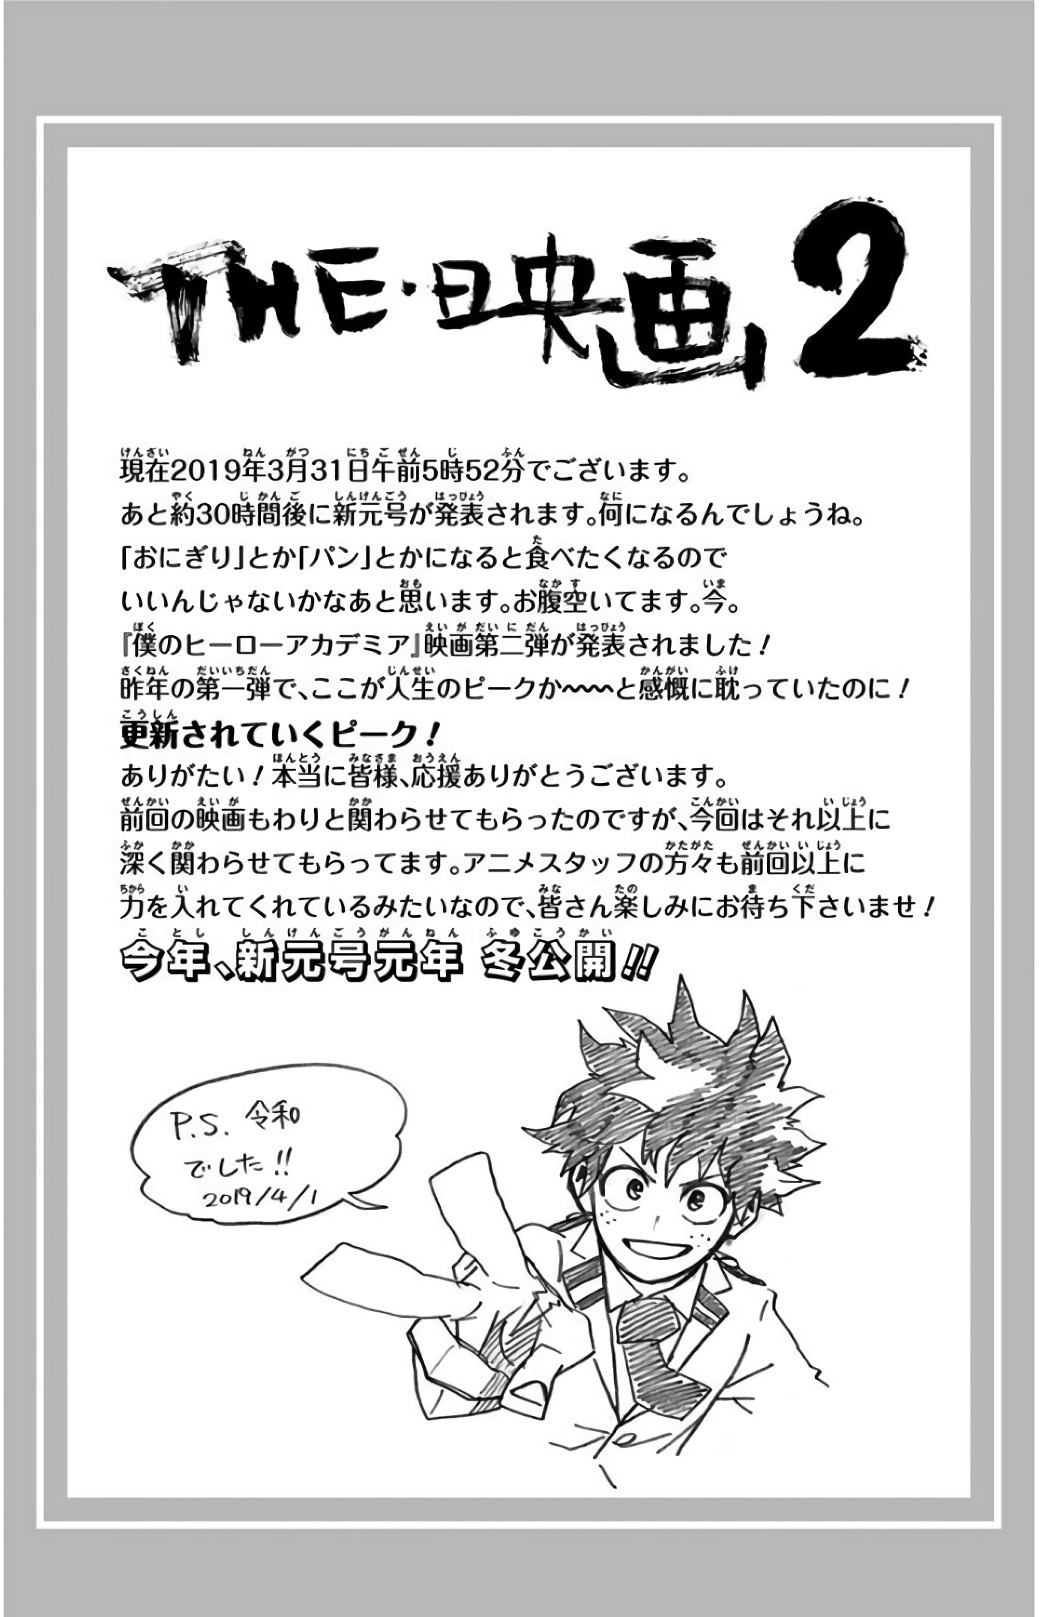 THE・映画2
現在2019年3月31日午前5時52分でございます。
あと約30時間後に新元号が発表されます。何になるんでしょうね。
「おにぎり」とか「パン」とかになると食べたくなるので
いいんじゃないかなあと思います。お腹空いてます。今。
『僕のヒーローアカデミア』映画第二弾が発表されました！
昨年の第一弾で、ここが人生のピークか〜〜〜と感慨に耽っていたのに！
更新されていくピーク！
ありがたい！本当に皆様、応援ありがとうございます。
前回の映画もわりと関わらせてもらったのですが、今回はそれ以上に
深く関わらせてもらってます。アニメスタッフの方々も前回以上に
力を入れてくれているみたいなので、皆さん楽しみにお待ち下さいませ！
今年、新元号元年 冬公開!!
P.S. 令和
でした!!
2019/4/1